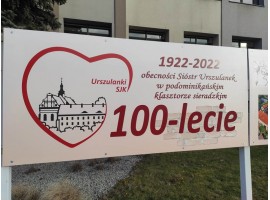 Urszulanki
SJK
1922-2022
obecności Sióstr Urszulanek
w podominikańskim
klasztorze sieradzkim
100-lecie